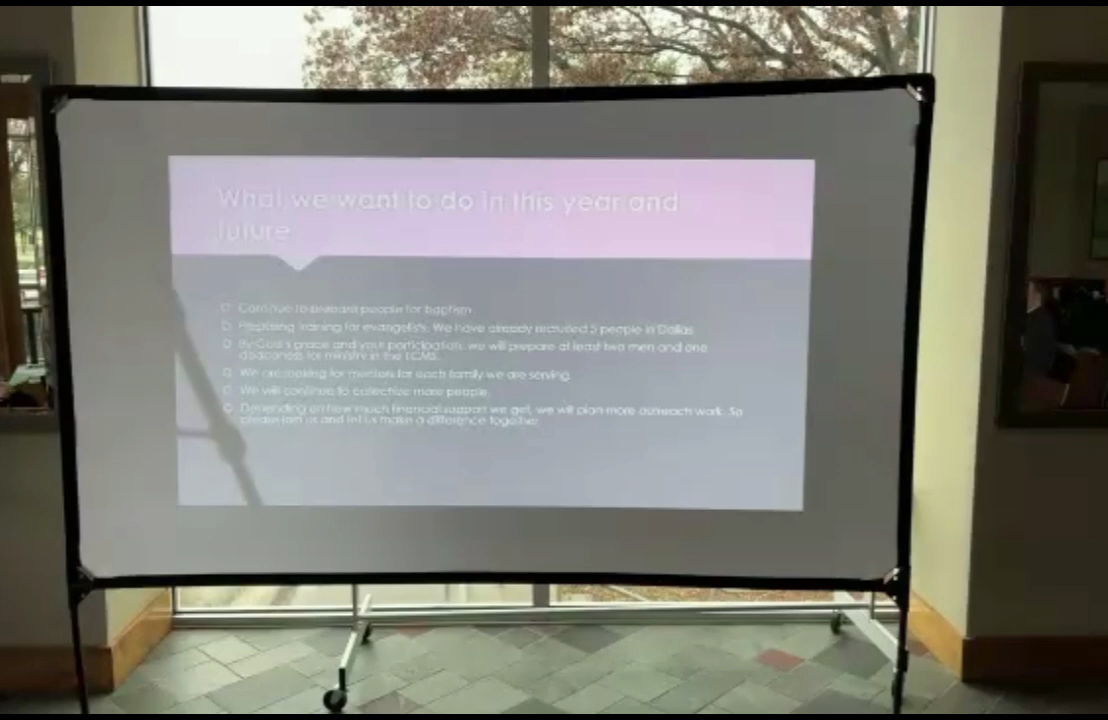 What we want to do in this year and
future
Continue to prepare people for baptism
Preparing training for evangelists. We have already recruited 5 people in Dallas
By God's grace and your participation, we will prepare at least two men and one
deaconess for ministry in the LCMS.
We are looking for mentors for each family we are serving.
We will continue to more people
Depending on how much financial support we get, we will plan more outreach work. So
please join us and let us make a difference together